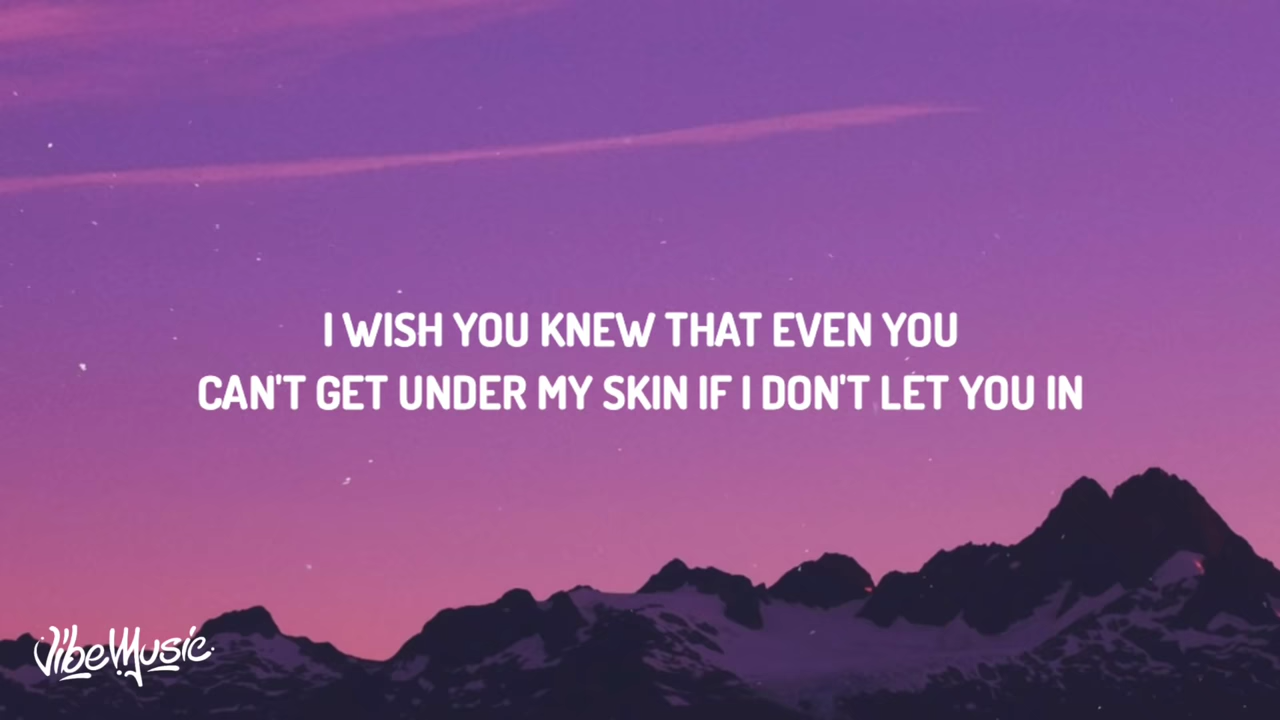 I WISH YOU KNEW THAT EVEN YOU
CAN'T GET UNDER MY SKIN IF I DON'T LET YOU IN
VibeMusic